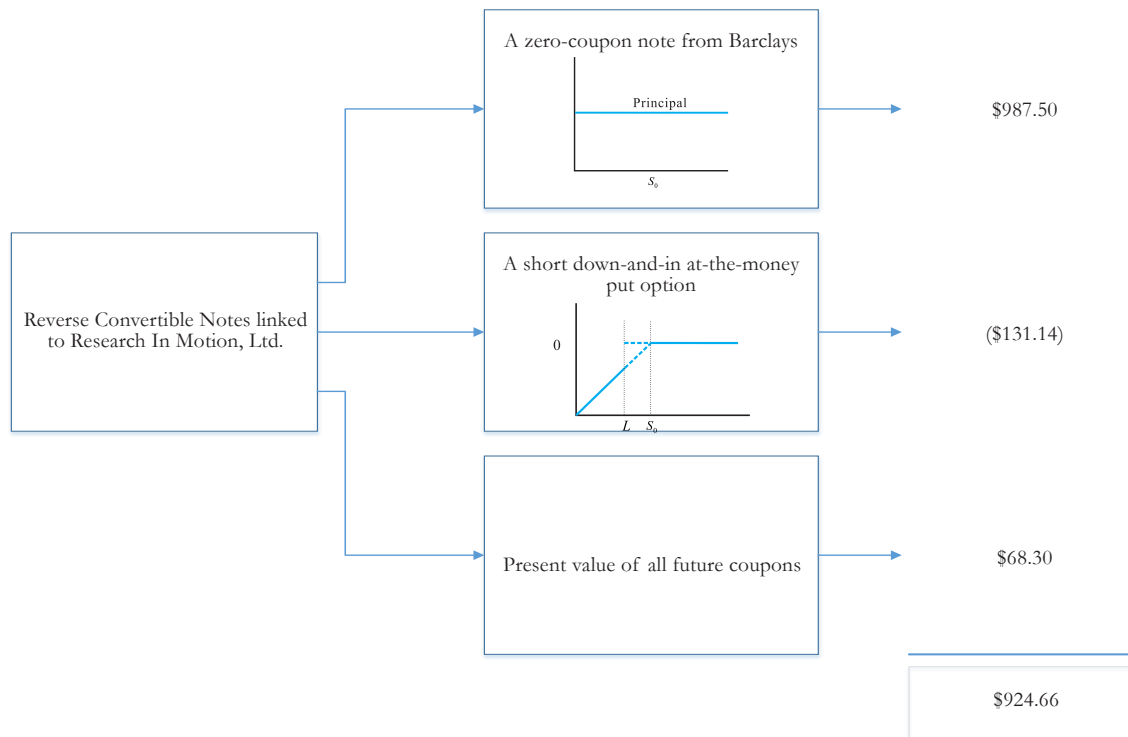 A zero-coupon note from Barclays
Principal
S₀
$987.50
Reverse Convertible Notes linked
to Research In Motion, Ltd.
A short down-and-in at-the-money
put option
0
L S₀
($131.14)
Present value of all future coupons
$68.30
$924.66